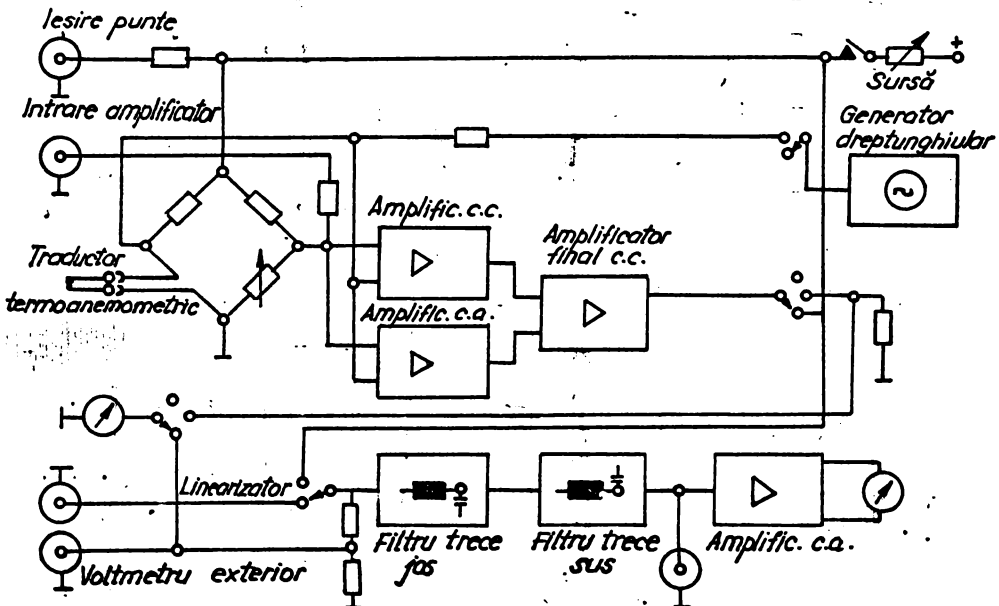 Iesire punte
+
Sursă
Intrare amplificator
Generator
dreptunghiular
Amplific. c.c.
Amplificator
final c.c.
Traductor
termoanemometric
Amplific. c.a.
Linearizator
Filtru trece
jos
Filtru trece
sus
Amplific. c.a.
Voltmetru exterior